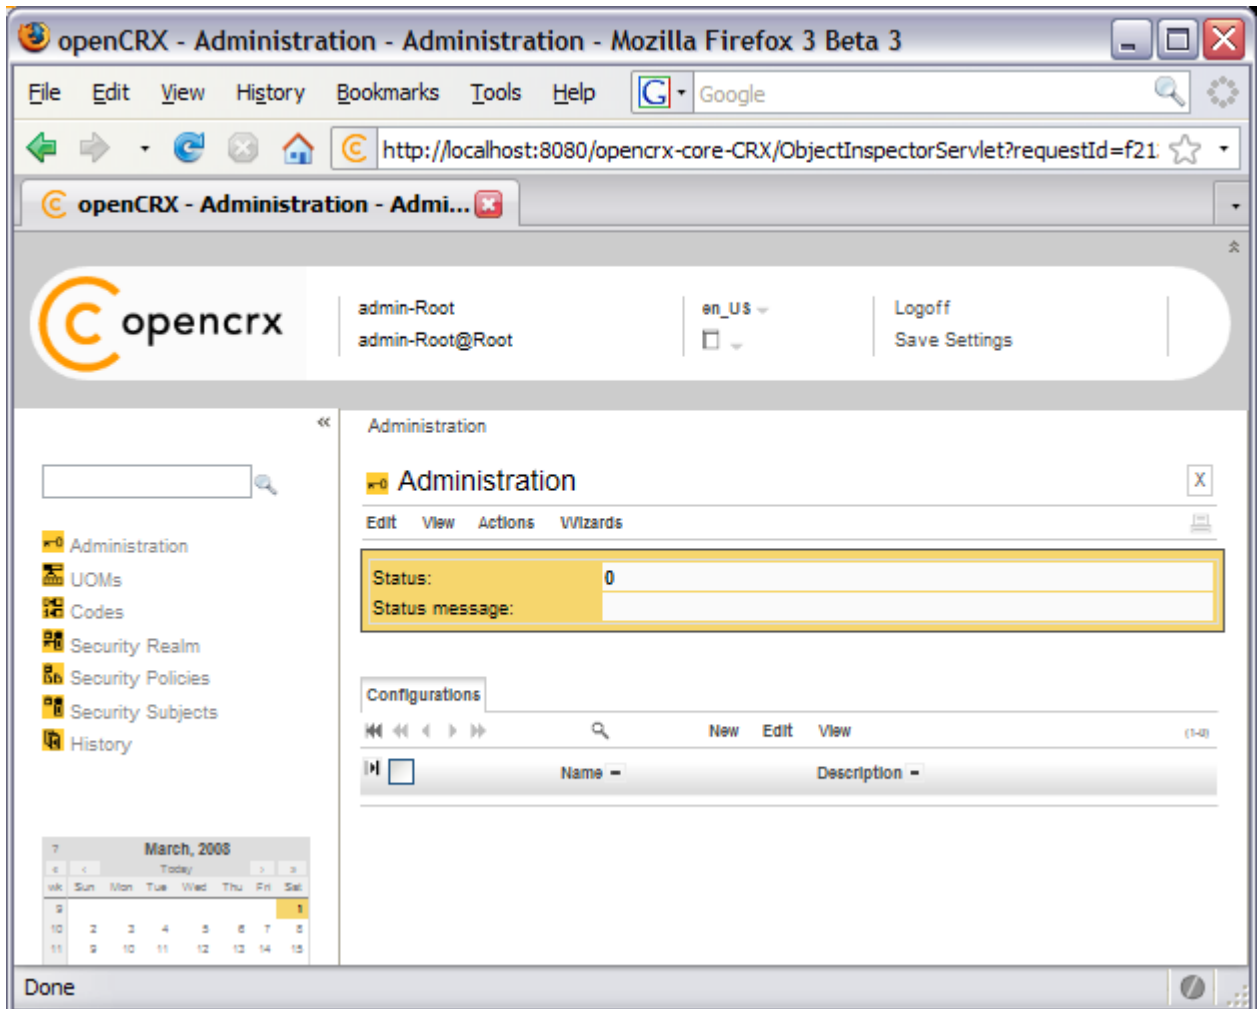 openCRX - Administration - Administration - Mozilla Firefox 3 Beta 3
File Edit View History Bookmarks Tools Help G Google
http://localhost:8080/opencrx-core-CRX/ObjectInspectorServlet?requestId=f21
openCRX - Administration - Admi...
opencrx
admin-Root en_US Logoff
admin-Root@Root Save Settings
Administration
Administration X
Edit View Actions Wizards
Administration
UOMs
Codes
Security Realm
Security Policies
Security Subjects
History
Status: 0
Status message:
Configurations
New Edit View
Name Description
7 March, 2008
Today
wk Sun Mon Tue Wed Thu Fri Sat
9 1
10 2 3 4 5 6 7 8
11 9 10 11 12 13 14 15
Done